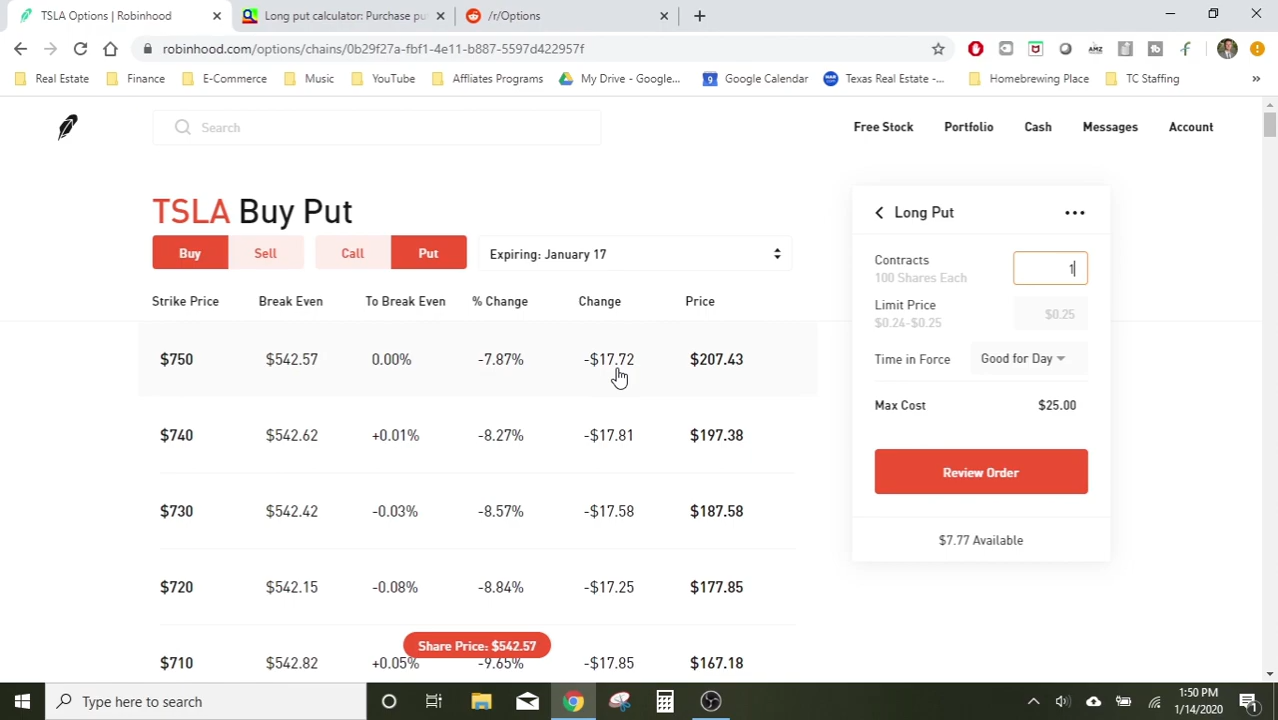 TSLA Options | Robinhood
Long put calculator: Purchase pu
/r/Options
robinhood.com/options/chains/0b29f27a-fbf1-4e11-b887-5597d422957f
AMZ
Real Estate
Finance
E-Commerce
Music
YouTube
Affliates Programs
My Drive - Google...
9
Google Calendar
Texas Real Estate -...
Homebrewing Place
TC Staffing
»
Search
Free Stock
Portfolio
Cash
Messages
Account
TSLA Buy Put
Buy
Sell
Call
Put
Expiring: January 17
Strike Price Break Even To Break Even % Change Change Price
$750 $542.57 0.00% -7.87% -$17.72 $207.43
$740 $542.62 +0.01% -8.27% -$17.81 $197.38
$730 $542.42 -0.03% -8.57% -$17.58 $187.58
$720 $542.15 -0.08% -8.84% -$17.25 $177.85
Share Price: $542.57
$710 $542.82 +0.05% -9.65% -$17.85 $167.18
Long Put
Contracts 1
100 Shares Each
Limit Price $0.25
$0.24-$0.25
Time in Force Good for Day
Max Cost $25.00
Review Order
$7.77 Available
Type here to search
1:50 PM
1/14/2020
1